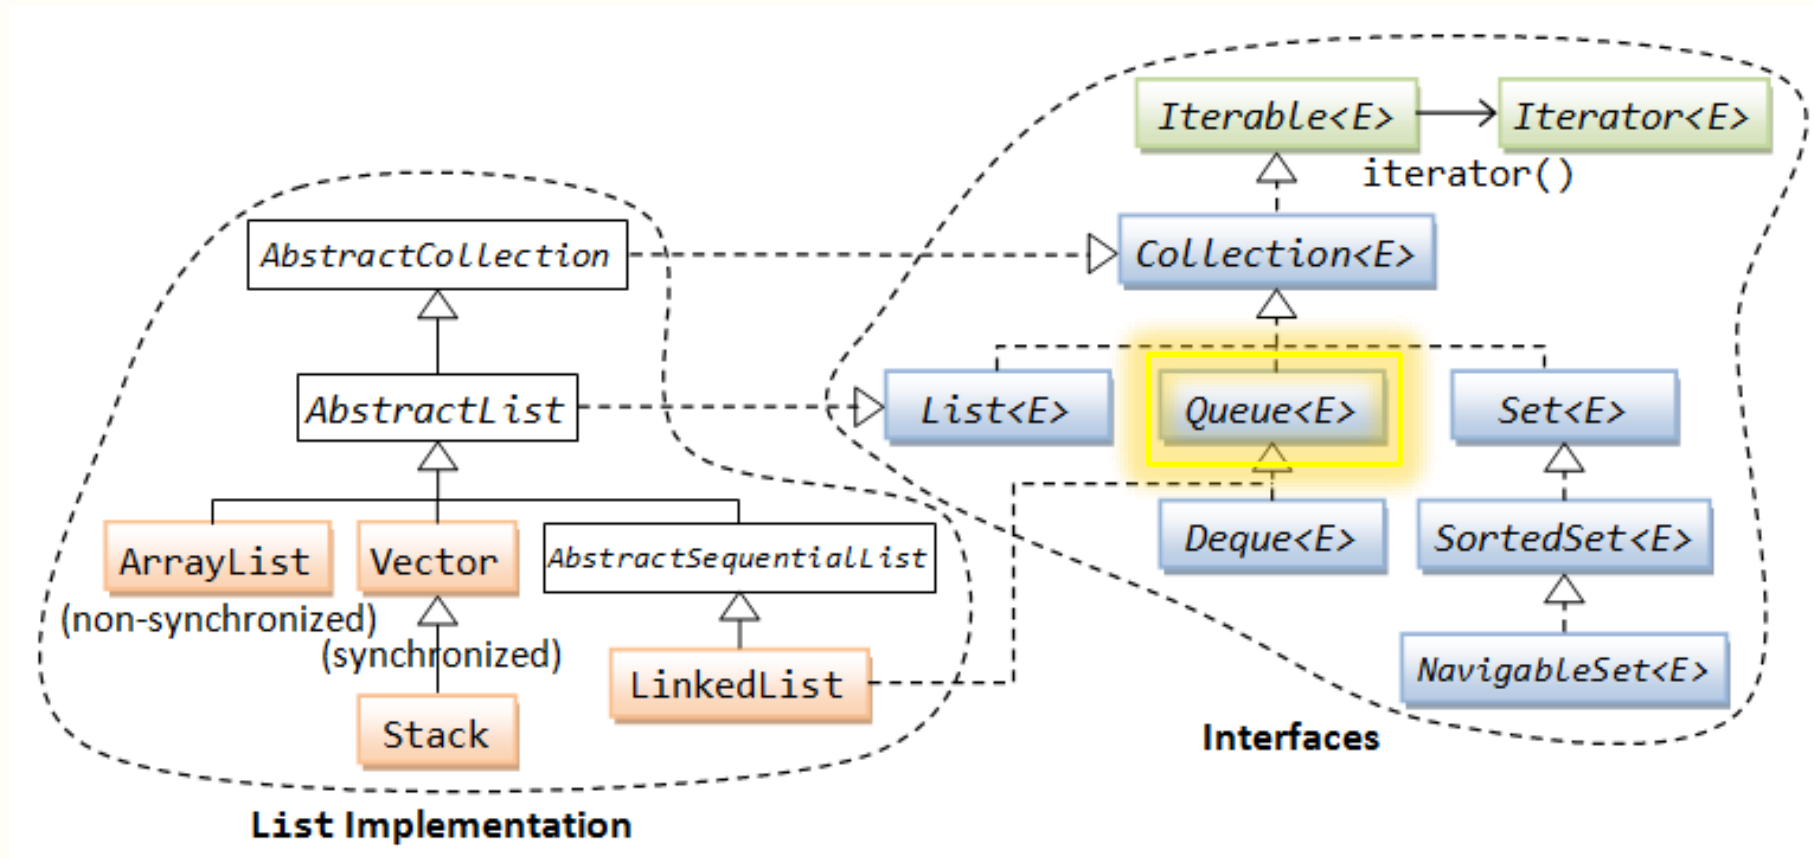 Iterable<E>
Iterator<E>
iterator()
AbstractCollection
Collection<E>
AbstractList
List<E>
Queue<E>
Set<E>
ArrayList
Vector
AbstractSequentialList
Deque<E>
SortedSet<E>
(non-synchronized)
(synchronized)
LinkedList
NavigableSet<E>
Stack
Interfaces
List Implementation